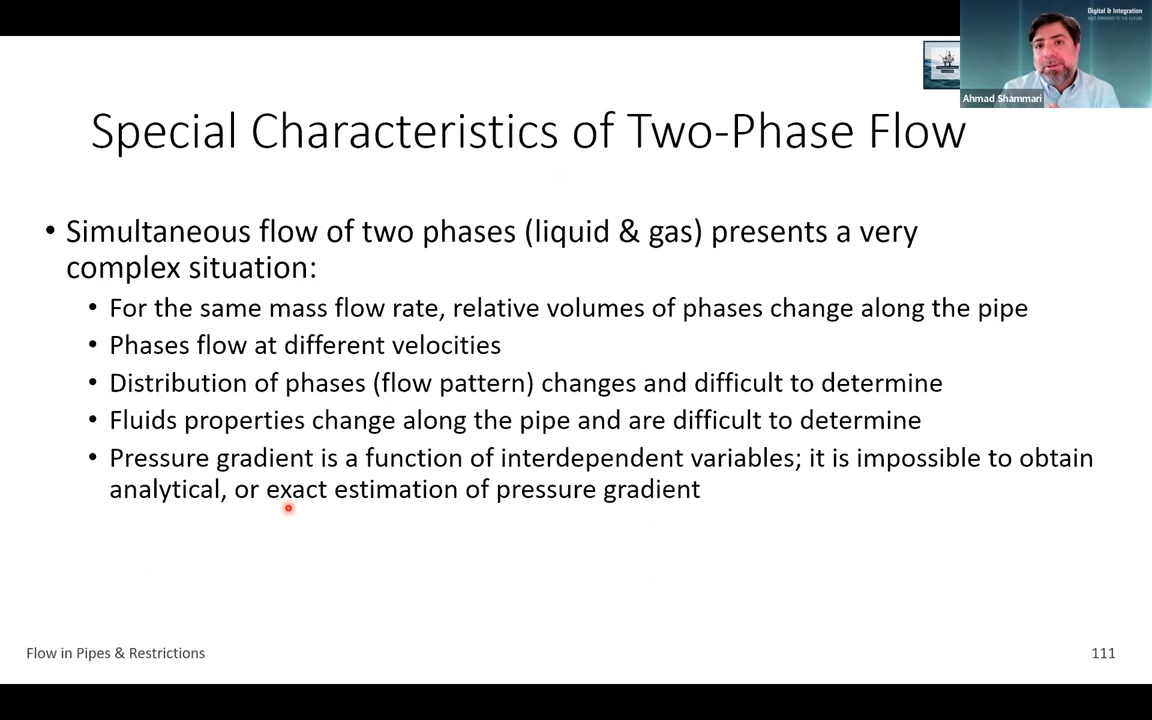 Digital & Integration
Ahmad Shammari
Special Characteristics of Two-Phase Flow
• Simultaneous flow of two phases (liquid & gas) presents a very
complex situation:
• For the same mass flow rate, relative volumes of phases change along the pipe
• Phases flow at different velocities
• Distribution of phases (flow pattern) changes and difficult to determine
• Fluids properties change along the pipe and are difficult to determine
• Pressure gradient is a function of interdependent variables; it is impossible to obtain
analytical, or exact estimation of pressure gradient
Flow in Pipes & Restrictions
111